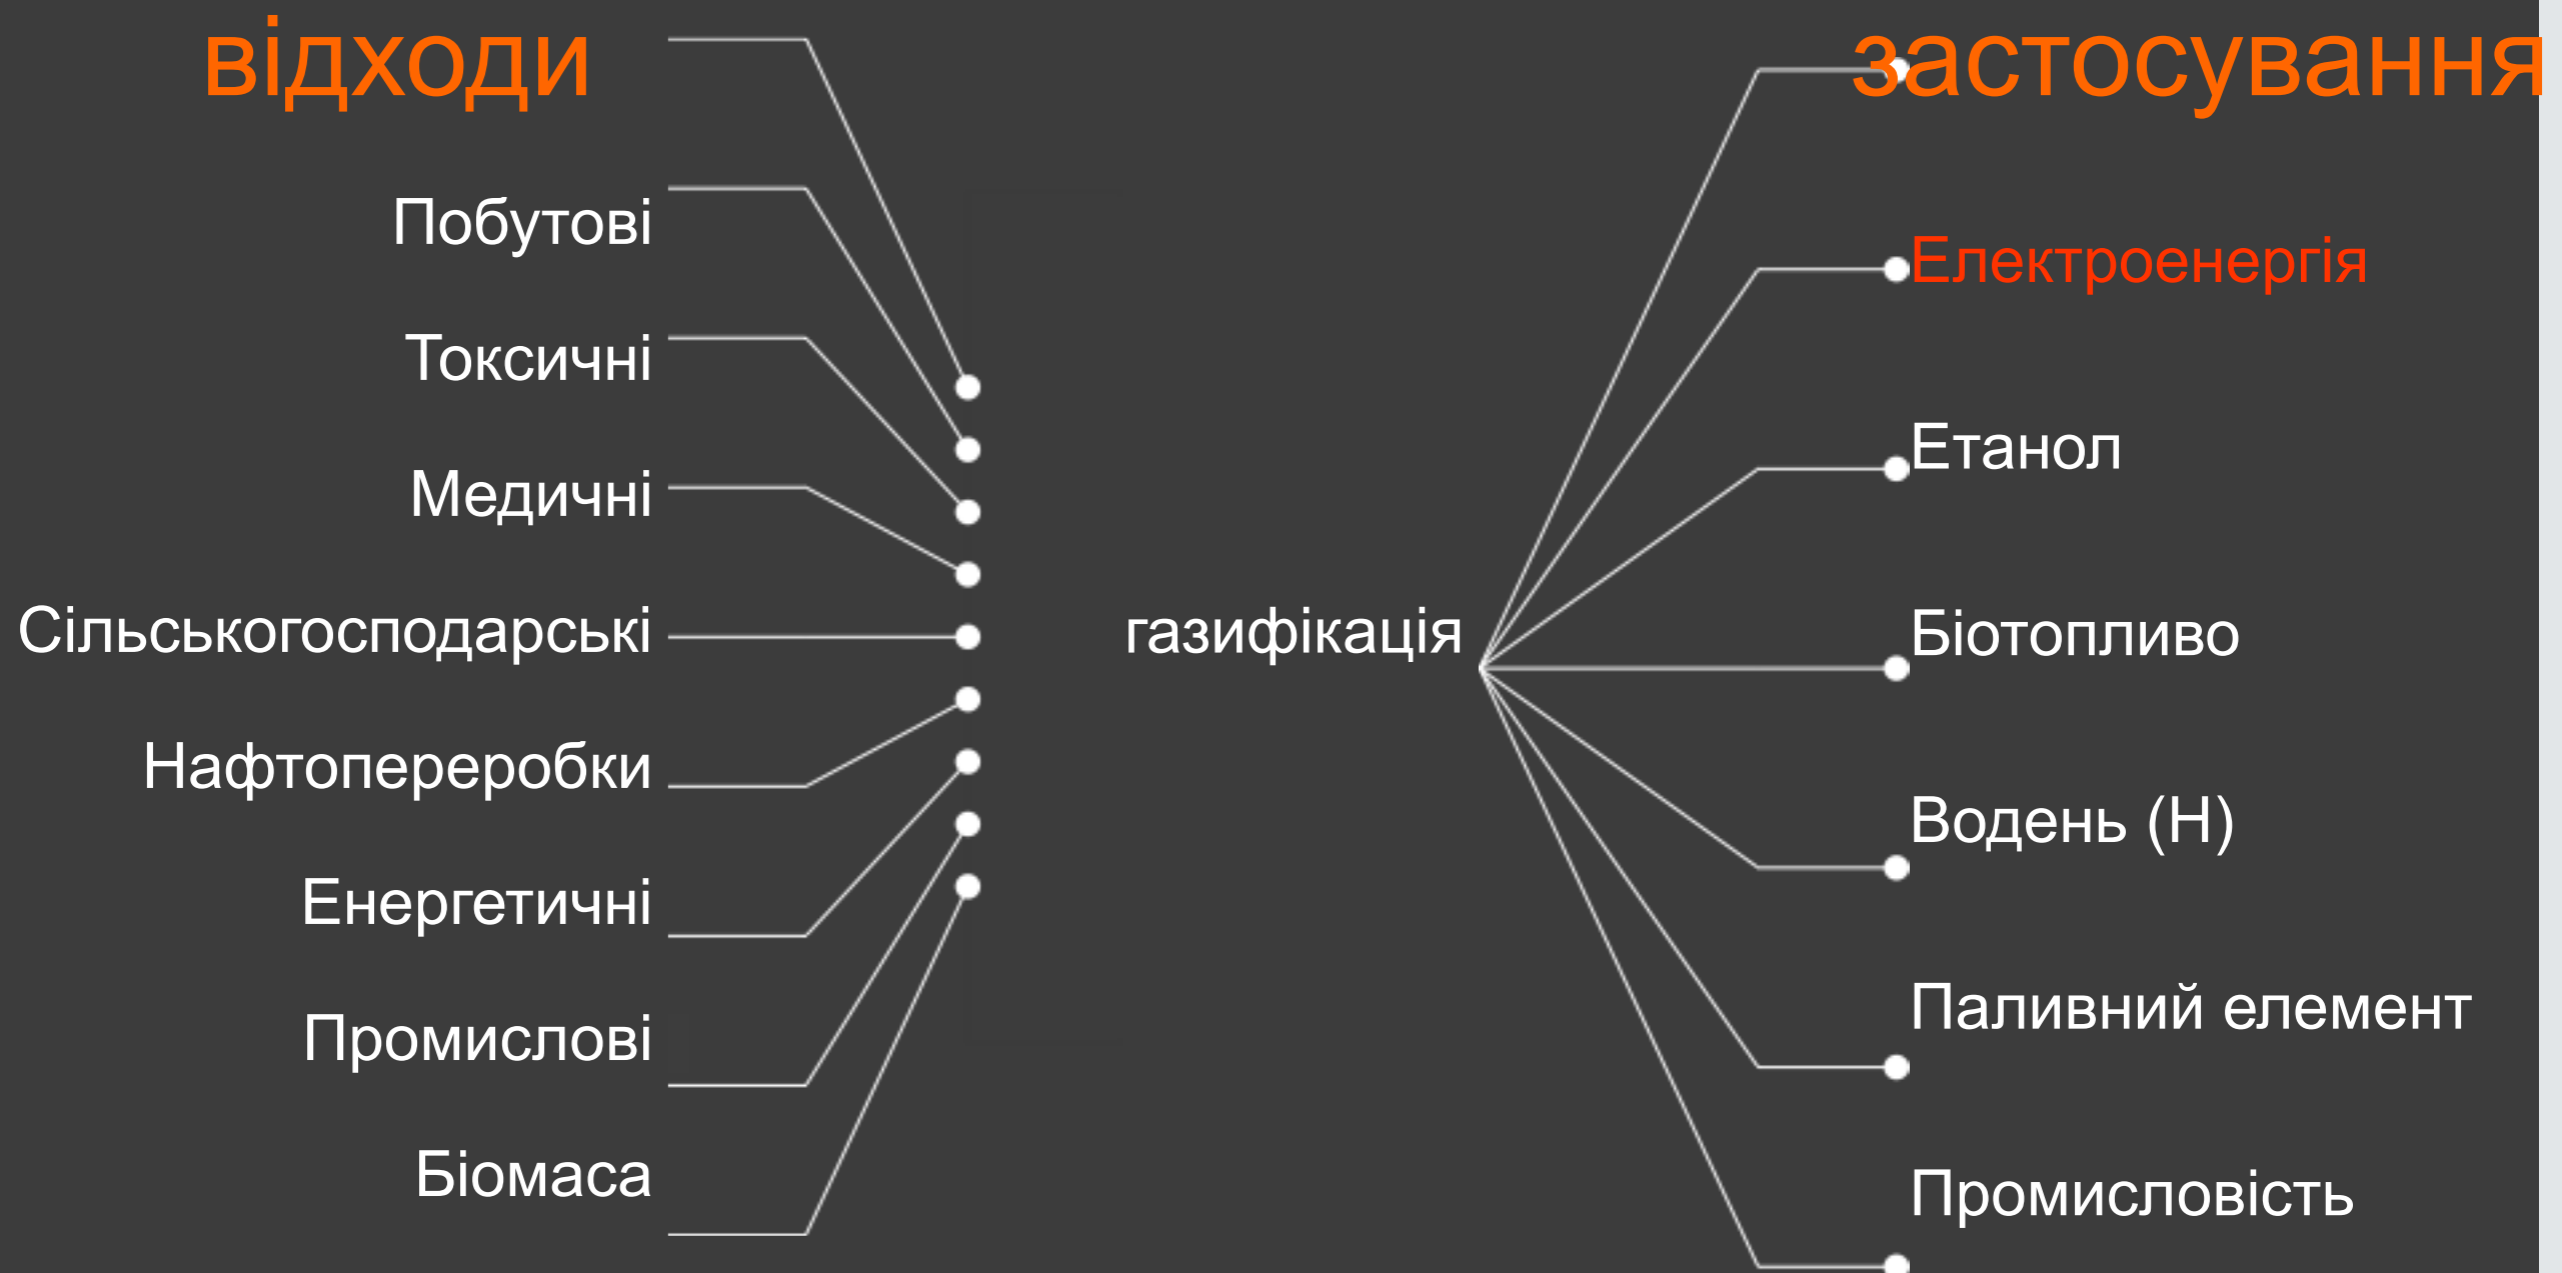 відходи
Побутові
Токсичні
Медичні
Сільськогосподарські
Нафтопереробки
Енергетичні
Промислові
Біомаса
газифікація
застосування
Електроенергія
Етанол
Біотопливо
Водень (Н)
Паливний елемент
Промисловість